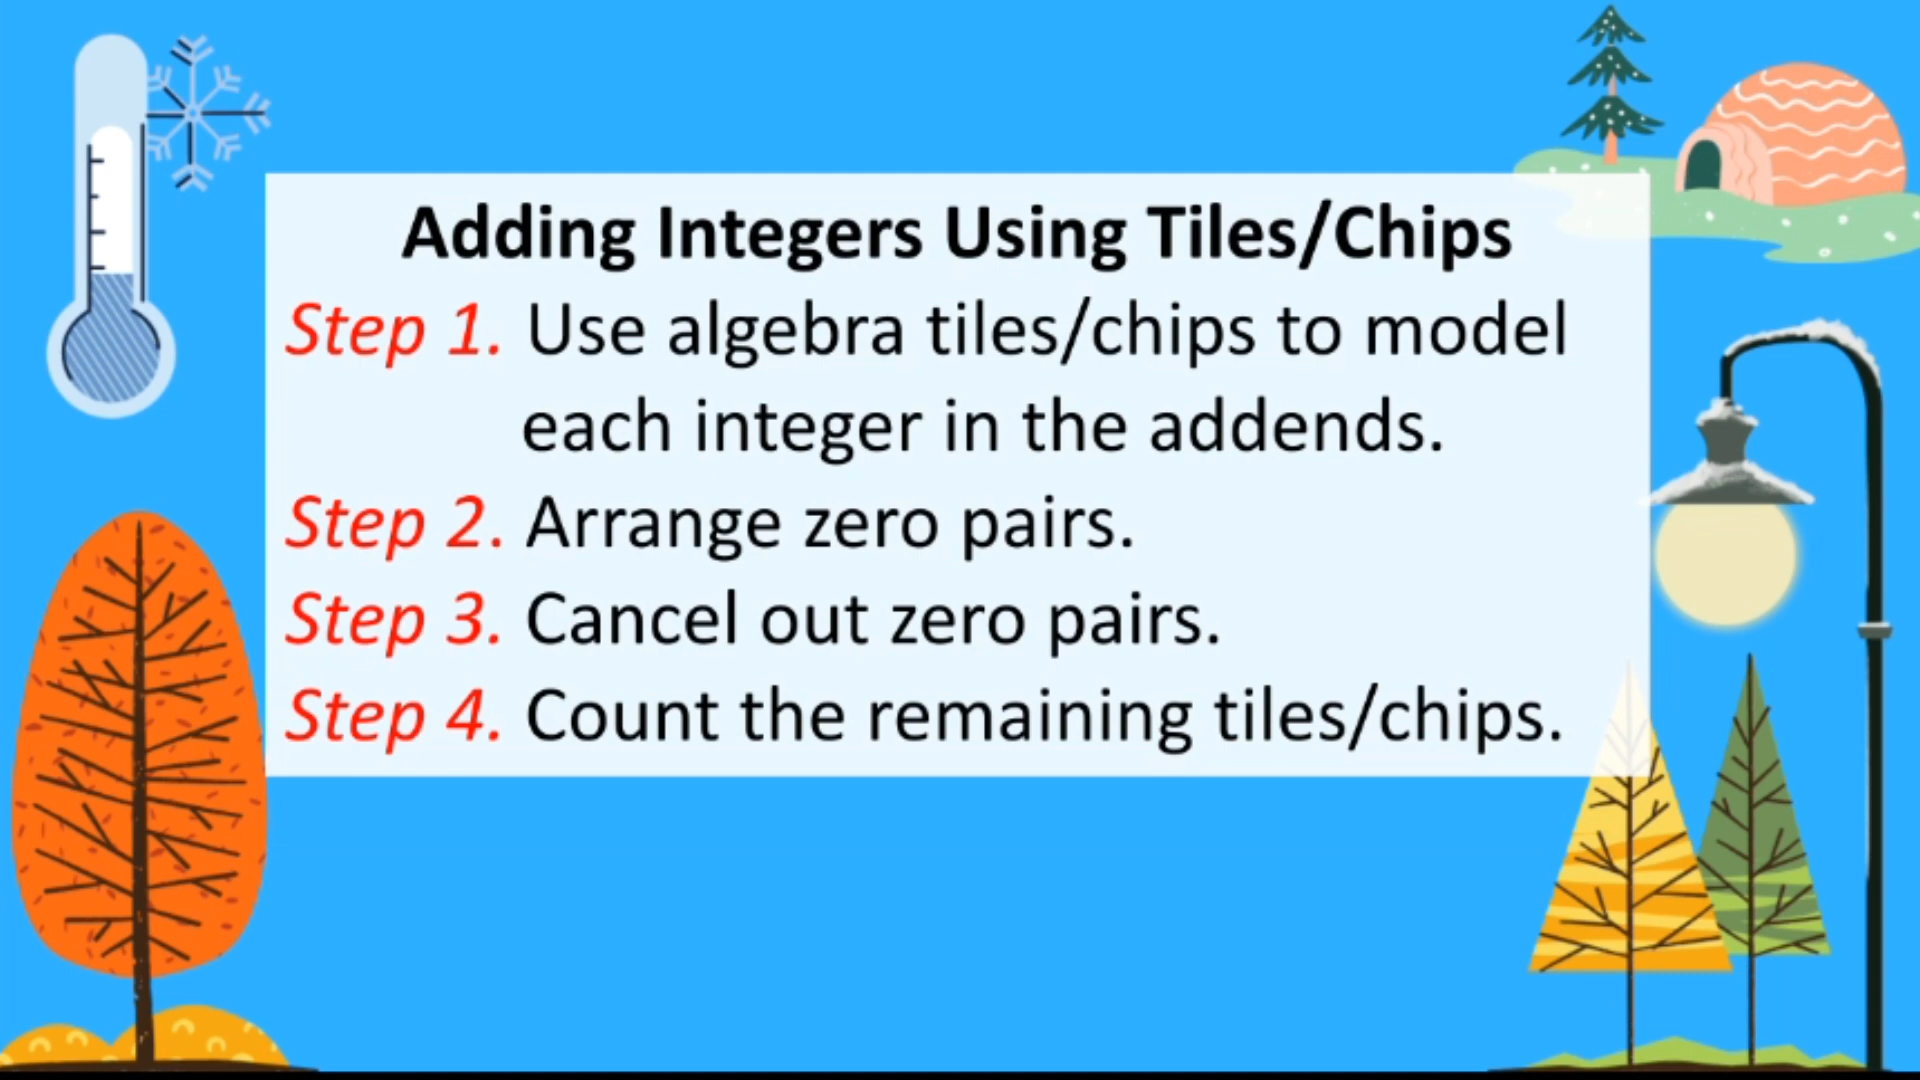 Adding Integers Using Tiles/Chips
Step 1. Use algebra tiles/chips to model
each integer in the addends.
Step 2. Arrange zero pairs.
Step 3. Cancel out zero pairs.
Step 4. Count the remaining tiles/chips.